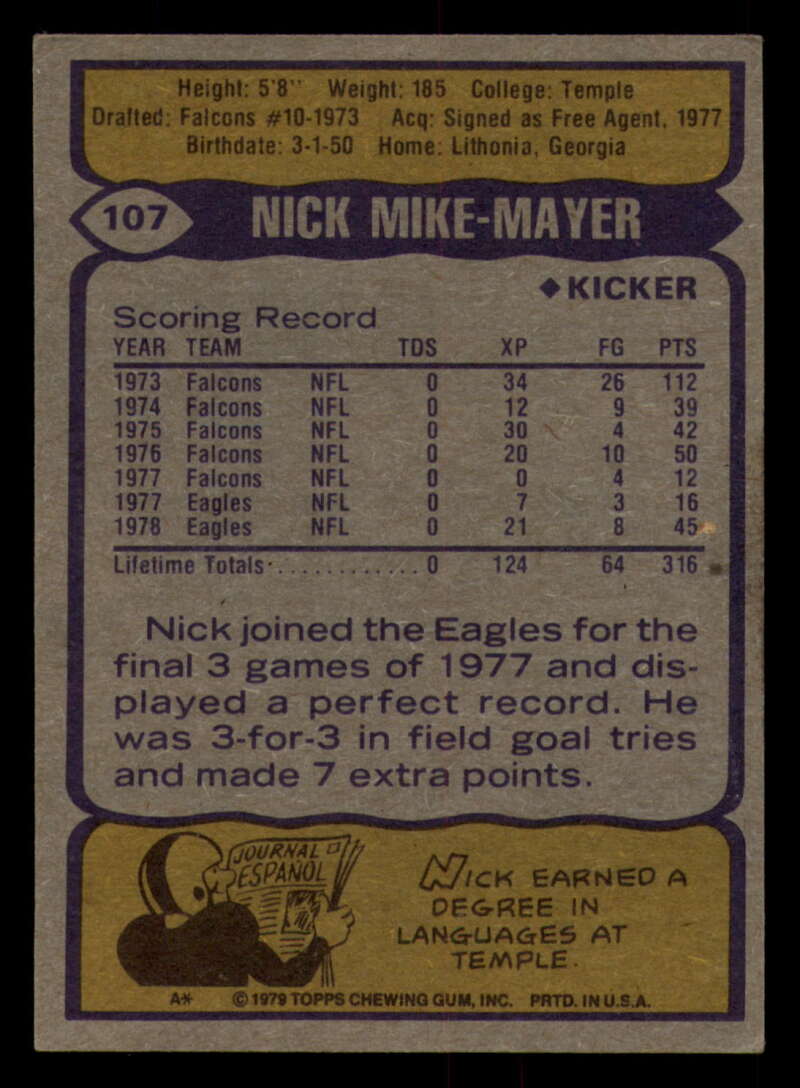 Height: 5'8" Weight: 185 College: Temple
Drafted: Falcons #10-1973 Acq: Signed as Free Agent, 1977
Birthdate: 3-1-50 Home: Lithonia, Georgia
107 NICK MIKE-MAYER
◆KICKER
Scoring Record
YEAR TEAM TDS XP FG PTS
1973 Falcons NFL 0 34 26 112
1974 Falcons NFL 0 12 9 39
1975 Falcons NFL 0 30 4 42
1976 Falcons NFL 0 20 10 50
1977 Falcons NFL 0 0 4 12
1977 Eagles NFL 0 7 3 16
1978 Eagles NFL 0 21 8 45
Lifetime Totals............. 0 124 64 316
Nick joined the Eagles for the
final 3 games of 1977 and dis-
played a perfect record. He
was 3-for-3 in field goal tries
and made 7 extra points.
JOURNAL
ESPAÑOL
NICK EARNED A
DEGREE IN
LANGUAGES AT
TEMPLE.
A* © 1979 TOPPS CHEWING GUM, INC. PRTD. IN U.S.A.